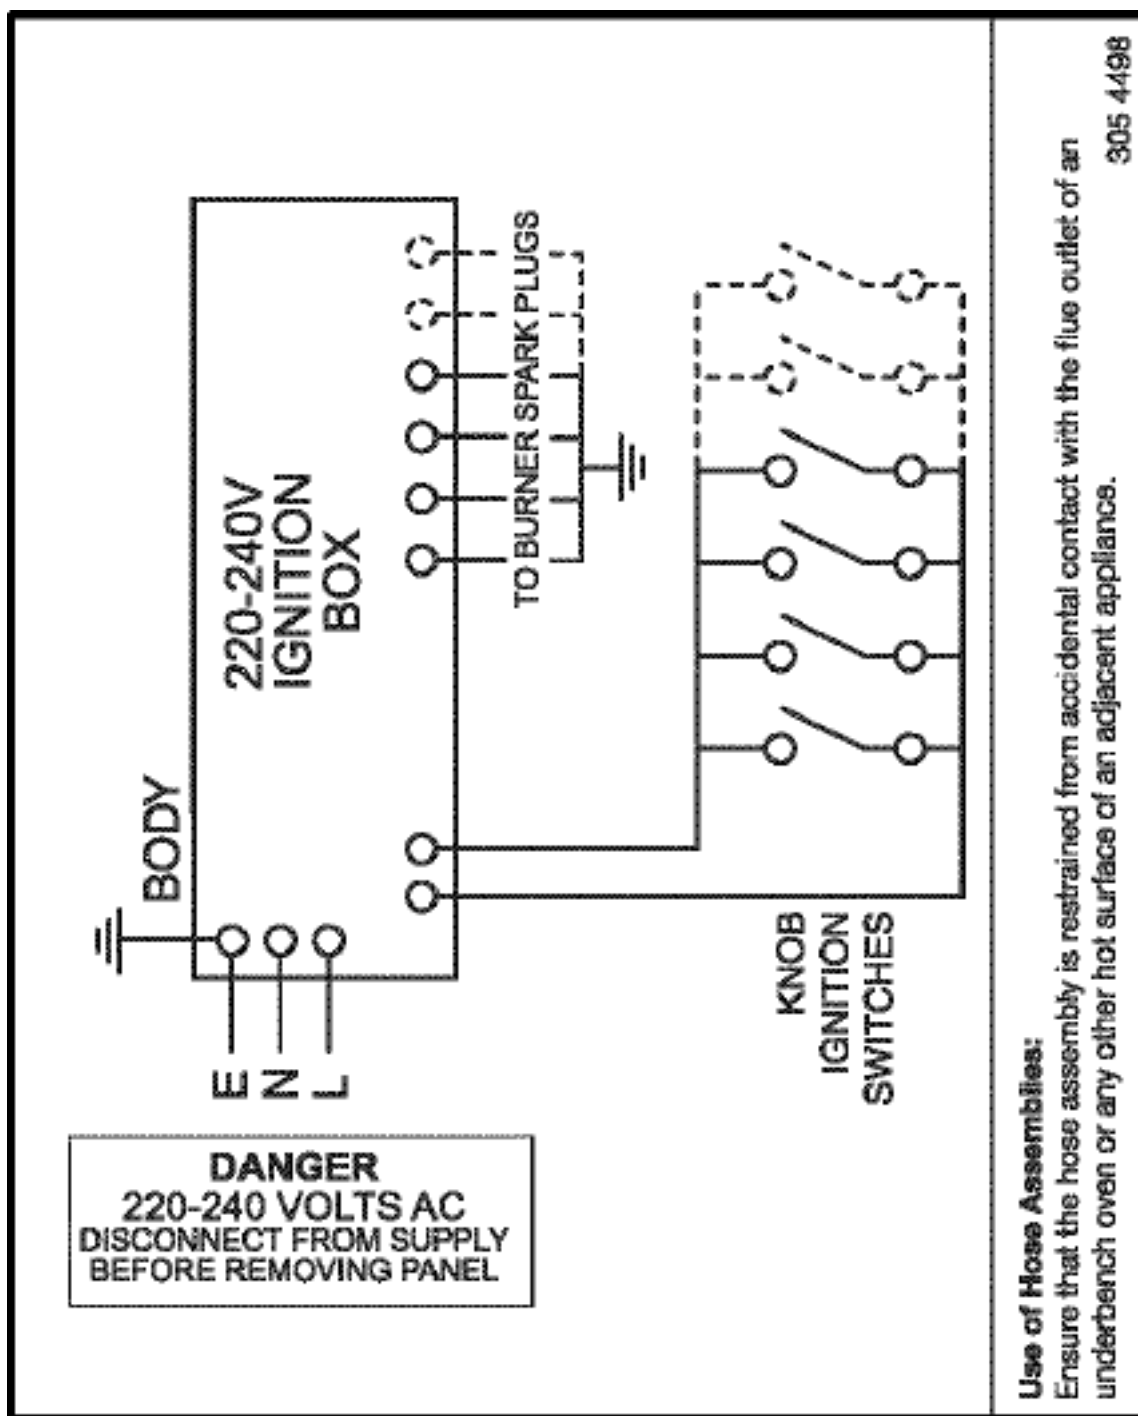 DANGER
220-240 VOLTS AC
DISCONNECT FROM SUPPLY
BEFORE REMOVING PANEL
E
N
L
BODY
220-240V
IGNITION
BOX
TO BURNER SPARK PLUGS
KNOB
IGNITION
SWITCHES
Use of Hose Assemblies:
Ensure that the hose assembly is restrained from accidental contact with the flue outlet of an
underbench oven or any other hot surface of an adjacent appliance.
305 4498